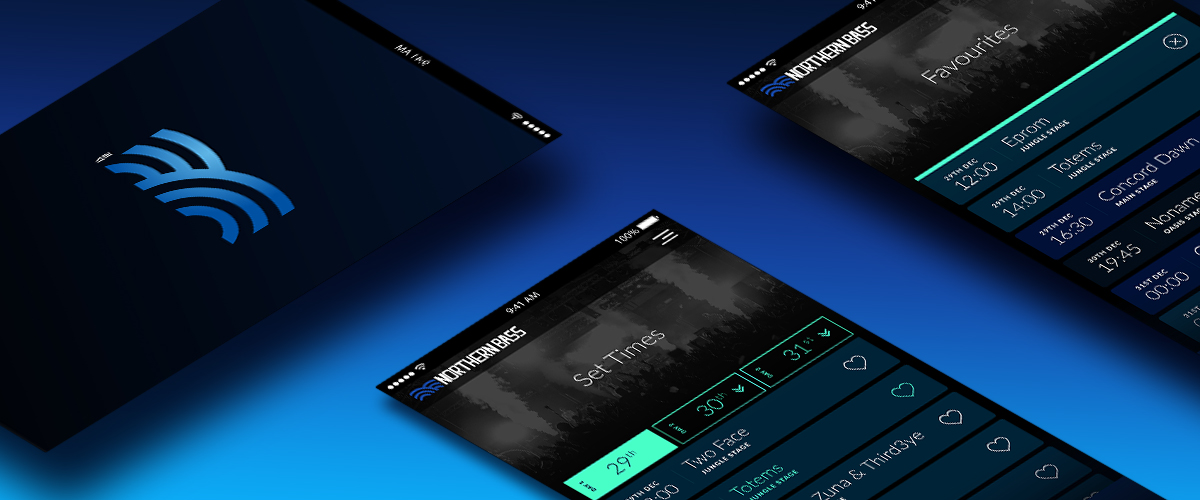 9:41 AM
NORTHERN BASS
Favourites
29TH DEC
12:00
Eprom
JUNGLE STAGE
29TH DEC
14:00
Totems
JUNGLE STAGE
29TH DEC
16:30
Concord Dawn
MAIN STAGE
30TH DEC
19:45
Noname
OASIS
31ST DEC
00:00
31ST
9:41 AM
100%
NORTHERN BASS
Set Times
29th
DAY 1
30th
DAY 2
31st
DAY 3
29TH DEC
Two Face
JUNGLE STAGE
Totems
JUNGLE STAGE
Zuna & Third3ye